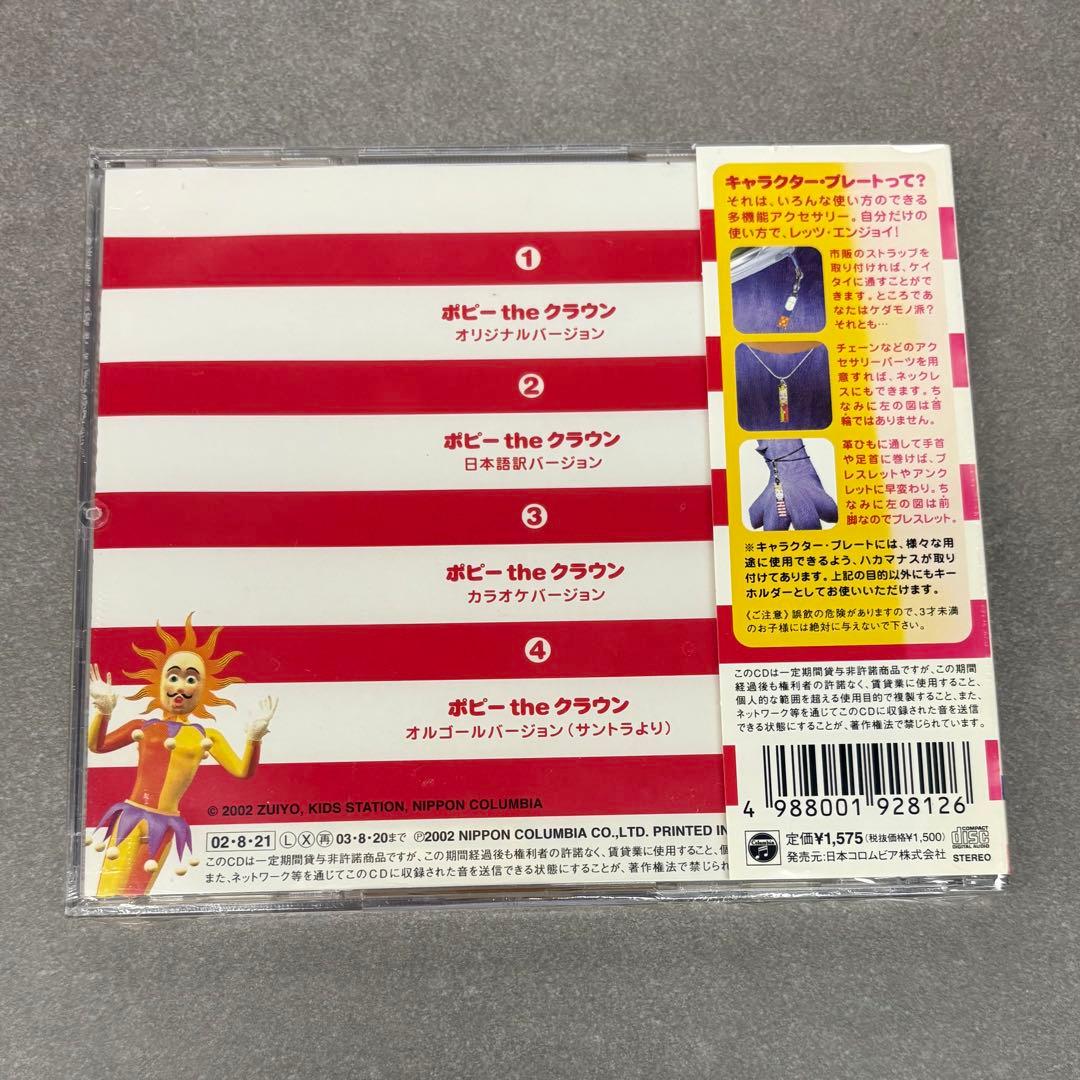 1
ポピー the クラウン
オリジナルバージョン
2
ポピー the クラウン
日本語訳バージョン
3
ポピー the クラウン
カラオケバージョン
4
ポピー the クラウン
オルゴールバージョン(サントラより)
© 2002 ZUIYO, KIDS STATION, NIPPON COLUMBIA
02・8・21 Ⓛ Ⓧ 再 03・8・20まで ℗2002 NIPPON COLUMBIA CO.,LTD. PRINTED IN
このCDは一定期間貸与非許諾商品ですが、この期間経過後も権利者の許諾なく、賃貸業に使用すること、個
また、ネットワーク等を通じてこのCDに収録された音を送信できる状態にすることが、著作権法で禁じられ
キャラクター・プレートって?
それは、いろんな使い方のできる
多機能アクセサリー。自分だけの
使い方で、レッツ・エンジョイ!
市販のストラップを
取り付ければ、ケイ
タイに通すことがで
きます。ところであ
なたはケダモノ派?
それとも…
チェーンなどのアク
セサリーパーツを用
意すれば、ネックレ
スにもできます。ち
なみに左の図は首
輪ではありません。
革ひもに通して手首
や足首に巻けば、ブ
レスレットやアンク
レットに早変わり。ち
なみに左の図は前
脚なのでブレスレット。
※キャラクター・プレートには、様々な用
途に使用できるよう、ハカマナスが取り
付けてあります。上記の目的以外にもキー
ホルダーとしてお使いいただけます。
〈ご注意〉誤飲の危険がありますので、3才未満
のお子様には絶対に与えないで下さい。
このCDは一定期間貸与非許諾商品ですが、この期間
経過後も権利者の許諾なく、賃貸業に使用すること、
個人的な範囲を超える使用目的で複製すること、また、
ネットワーク等を通じてこのCDに収録された音を送信
できる状態にすることが、著作権法で禁じられています。
4 988001 928126
Columbia
定価¥1,575(税抜価格¥1,500)
発売元:日本コロムビア株式会社
COMPACT
disc
DIGITAL AUDIO
STEREO